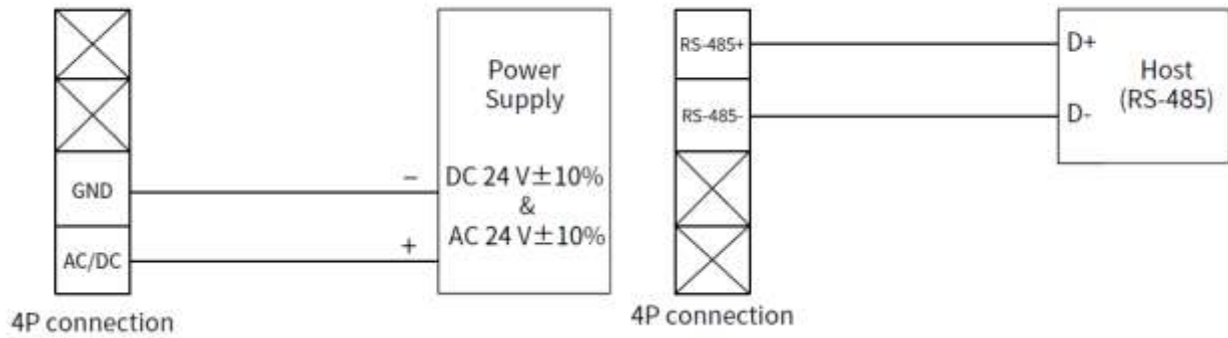 Power
Supply
GND
−
DC 24 V±10%
&
AC 24 V±10%
AC/DC
+
4P connection
RS-485+
D+
Host
(RS-485)
RS-485-
D-
4P connection